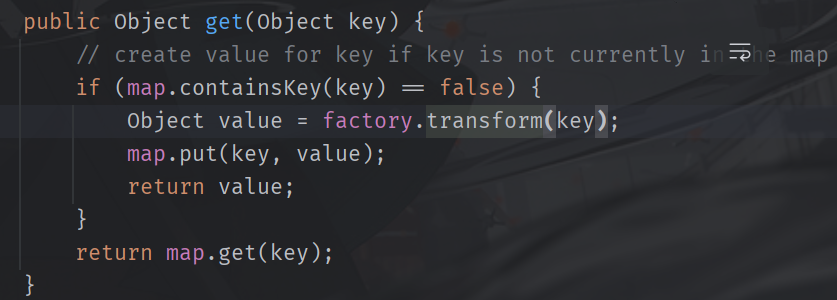 public Object get(Object key) {
// create value for key if key is not currently in the map
if (map.containsKey(key) == false) {
Object value = factory.transform(key);
map.put(key, value);
return value;
}
return map.get(key);
}